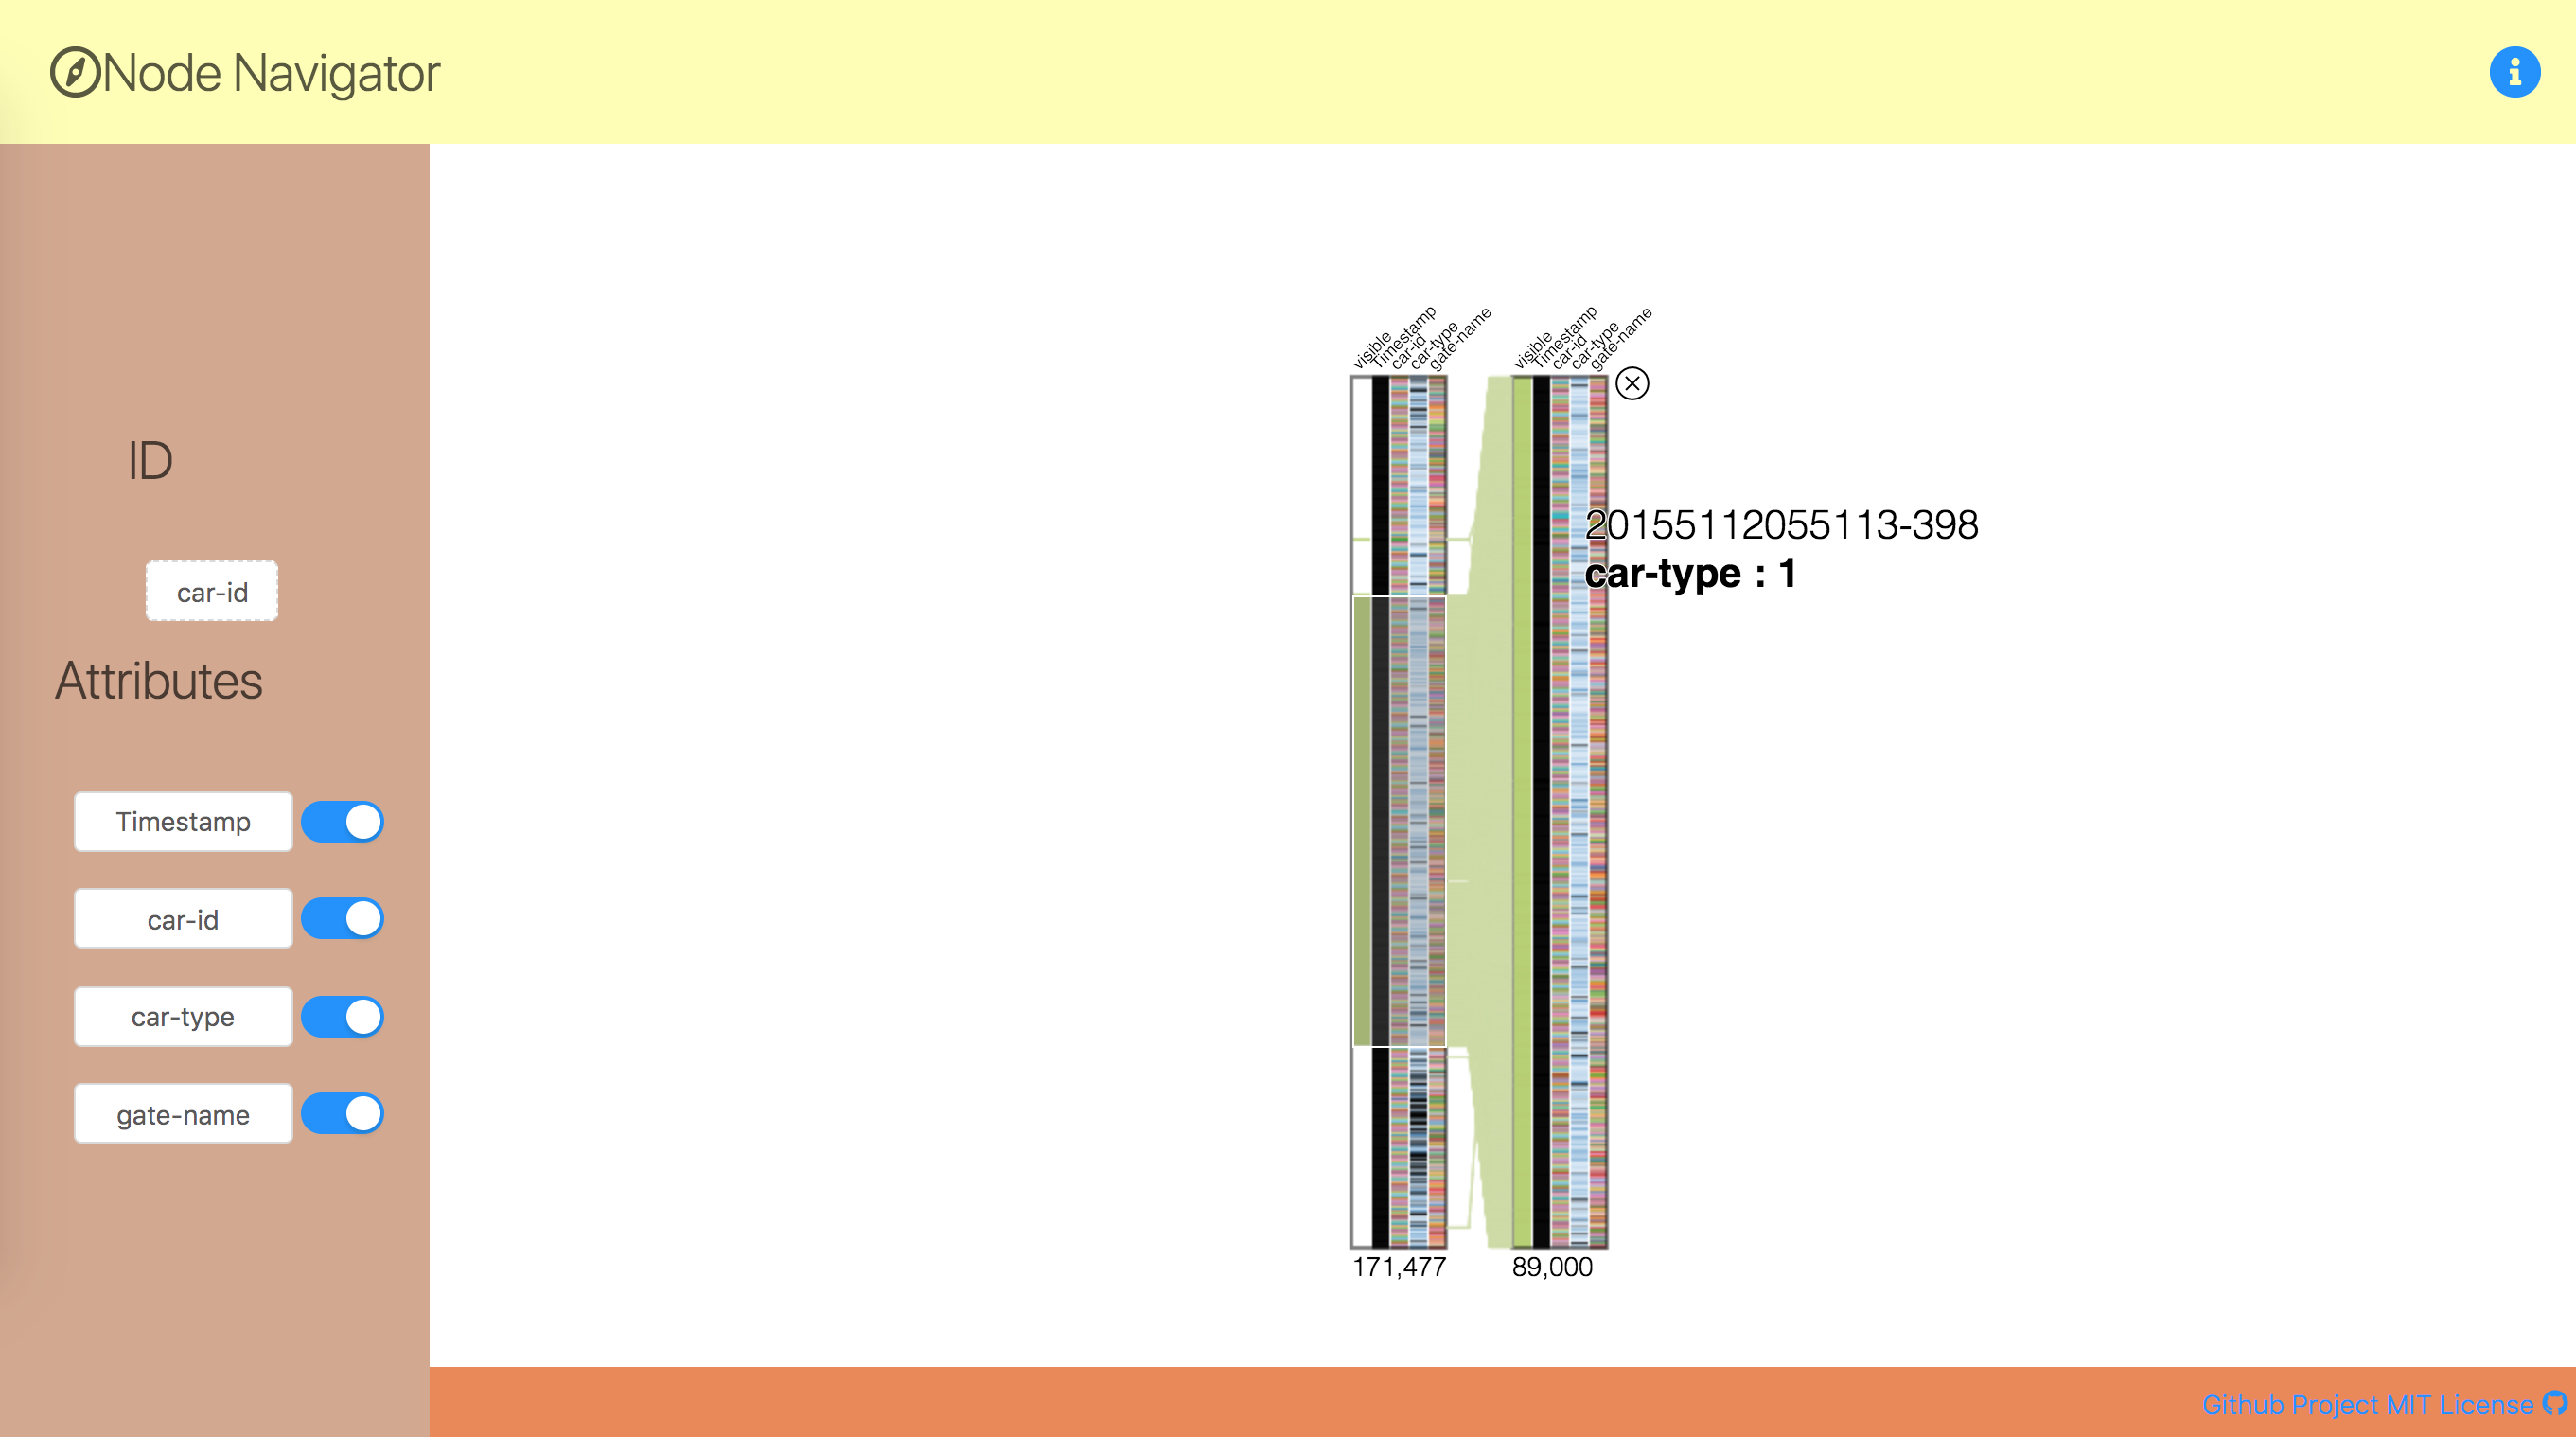 Node Navigator
ID
car-id
Attributes
Timestamp
car-id
car-type
gate-name
visible
Timestamp
car-id
car-type
gate-name
visible
Timestamp
car-id
car-type
gate-name
20155112055113-398
car-type : 1
171,477
89,000
Github Project MIT License